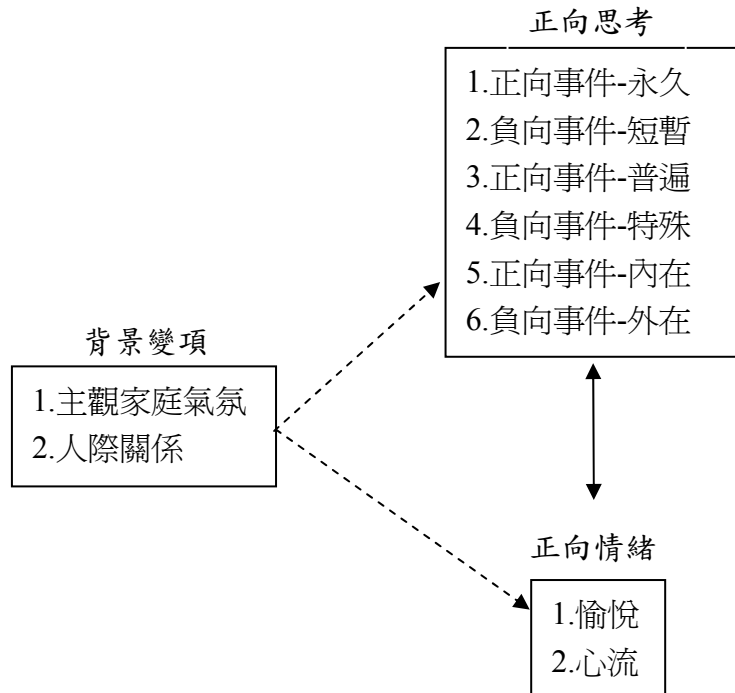 正向思考
1.正向事件-永久
2.負向事件-短暫
3.正向事件-普遍
4.負向事件-特殊
5.正向事件-內在
6.負向事件-外在
背景變項
1.主觀家庭氣氛
2.人際關係
正向情緒
1.愉悅
2.心流